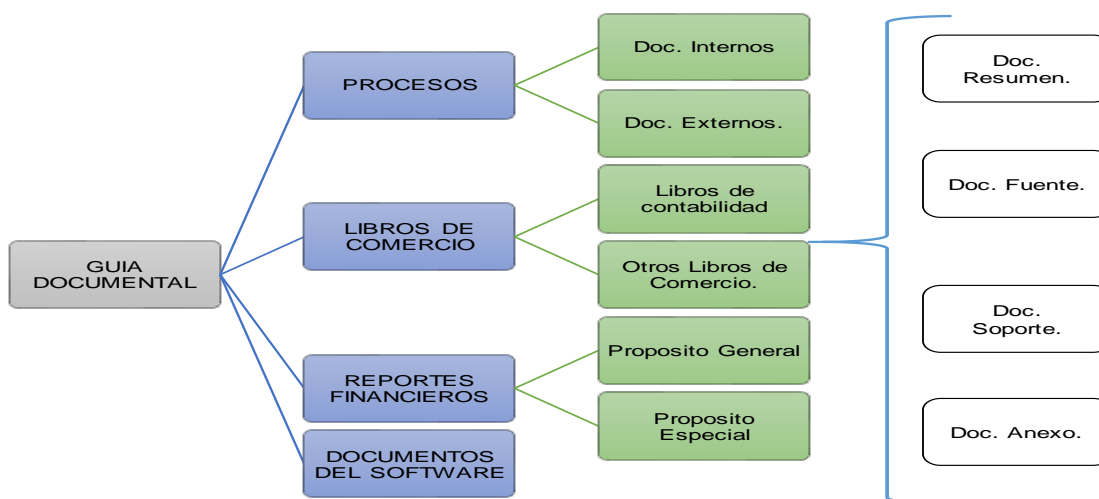 GUIA
DOCUMENTAL
PROCESOS
LIBROS DE
COMERCIO
REPORTES
FINANCIEROS
DOCUMENTOS
DEL SOFTWARE
Doc. Internos
Doc. Externos.
Libros de
contabilidad
Otros Libros de
Comercio.
Proposito General
Proposito
Especial
Doc.
Resumen.
Doc. Fuente.
Doc.
Soporte.
Doc. Anexo.